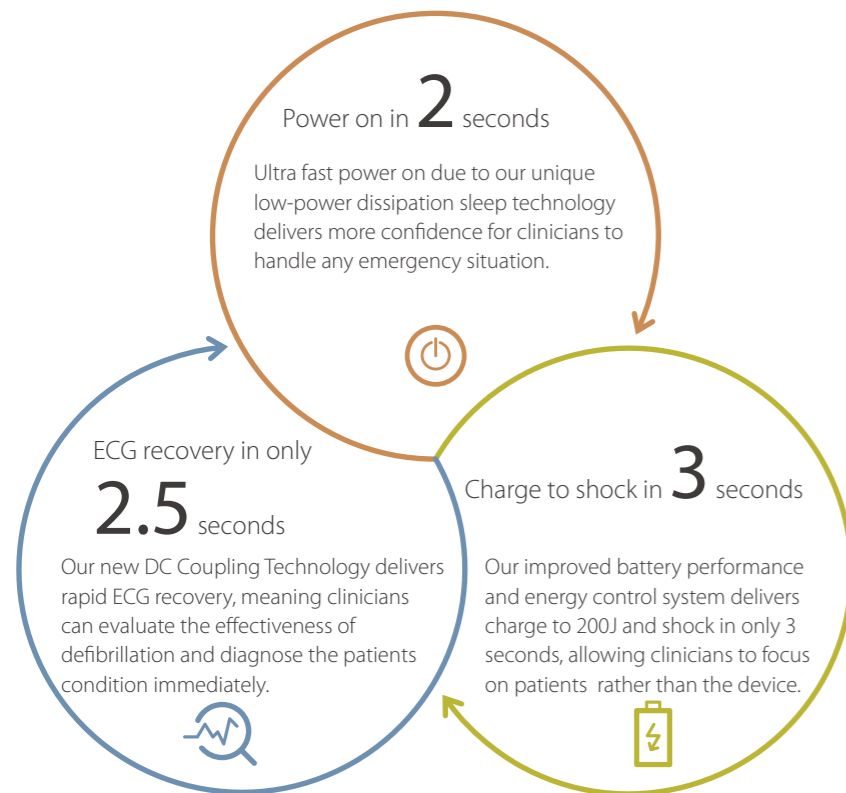 Power on in 2 seconds
Ultra fast power on due to our unique
low-power dissipation sleep technology
delivers more confidence for clinicians to
handle any emergency situation.
ECG recovery in only
2.5 seconds
Our new DC Coupling Technology delivers
rapid ECG recovery, meaning clinicians
can evaluate the effectiveness of
defibrillation and diagnose the patients
condition immediately.
Charge to shock in 3 seconds
Our improved battery performance
and energy control system delivers
charge to 200J and shock in only 3
seconds, allowing clinicians to focus
on patients rather than the device.